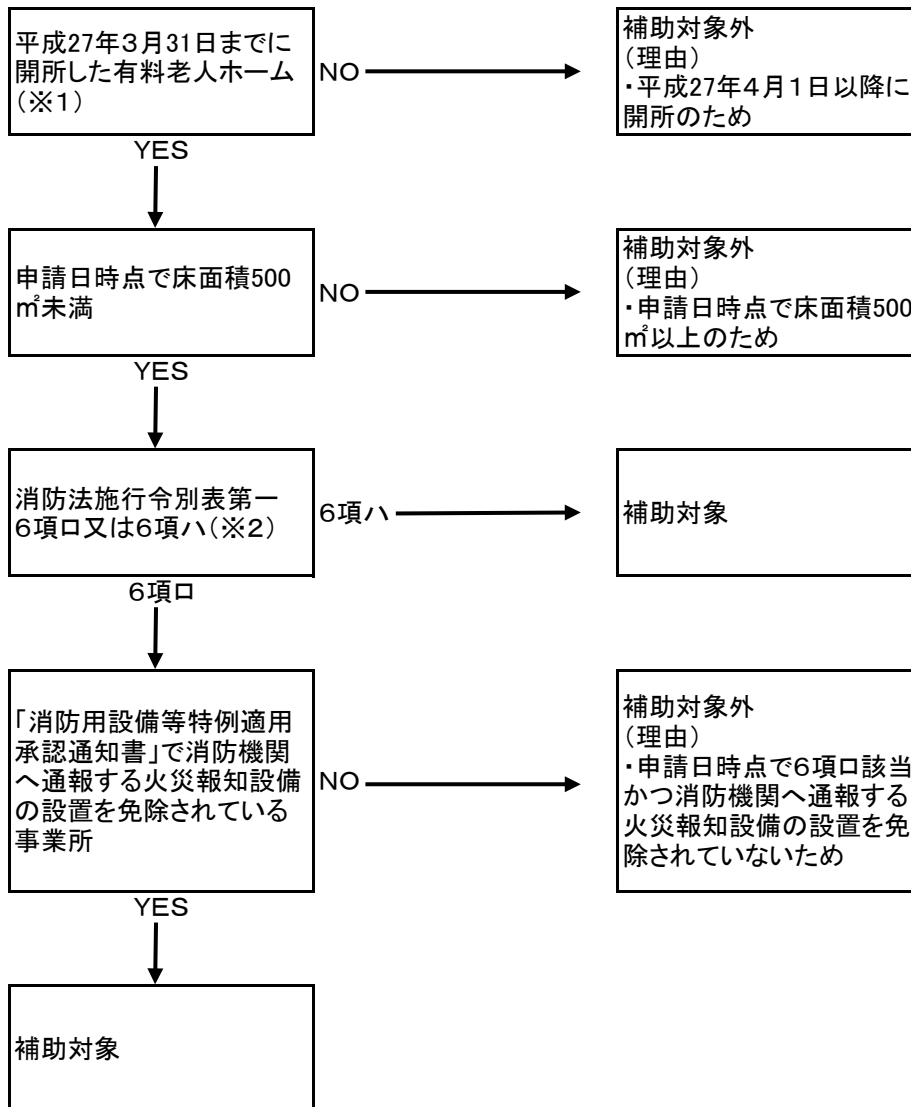 平成27年3月31日までに
開所した有料老人ホーム
(※1)
NO
補助対象外
(理由)
・平成27年4月1日以降に
開所のため
YES
申請日時点で床面積500
㎡未満
NO
補助対象外
(理由)
・申請日時点で床面積500
㎡以上のため
YES
消防法施行令別表第一
6項ロ又は6項ハ(※2)
6項ハ
補助対象
6項ロ
「消防用設備等特例適用
承認通知書」で消防機関
へ通報する火災報知設備
の設置を免除されている
事業所
NO
補助対象外
(理由)
・申請日時点で6項ロ該当
かつ消防機関へ通報する
火災報知設備の設置を免
除されていないため
YES
補助対象